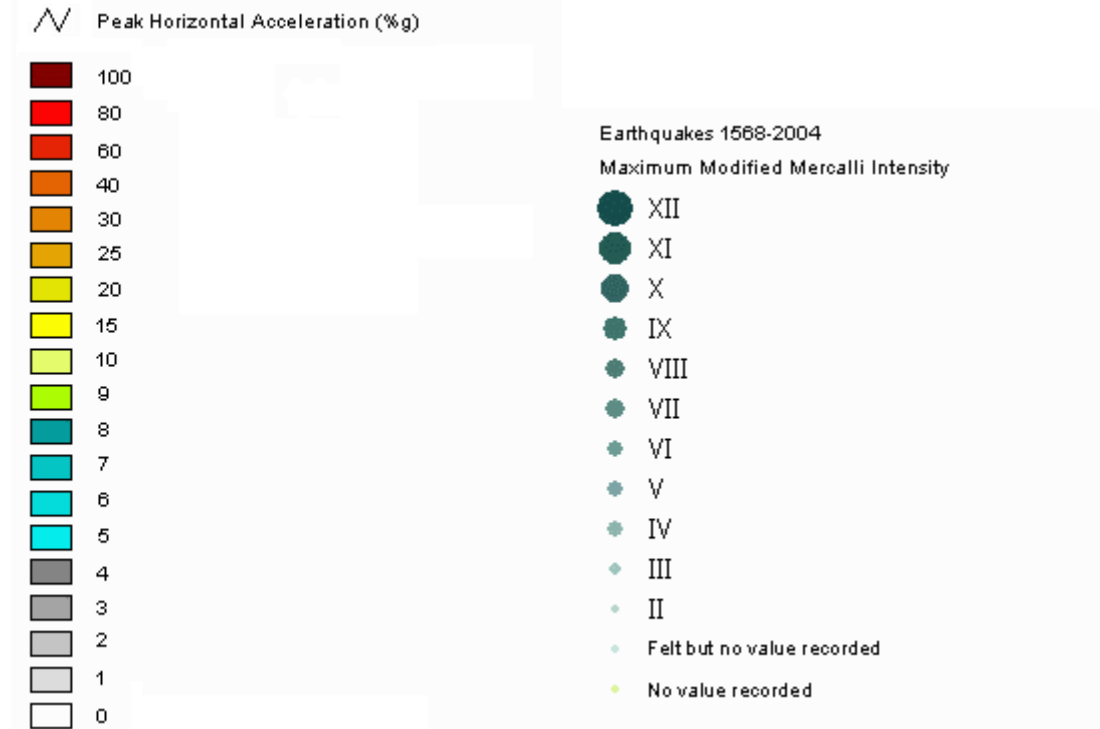 Peak Horizontal Acceleration (%g)
100
80
60
40
30
25
20
15
10
9
8
7
6
5
4
3
2
1
0
Earthquakes 1568-2004
Maximum Modified Mercalli Intensity
XII
XI
X
IX
VIII
VII
VI
V
IV
III
II
Felt but no value recorded
No value recorded